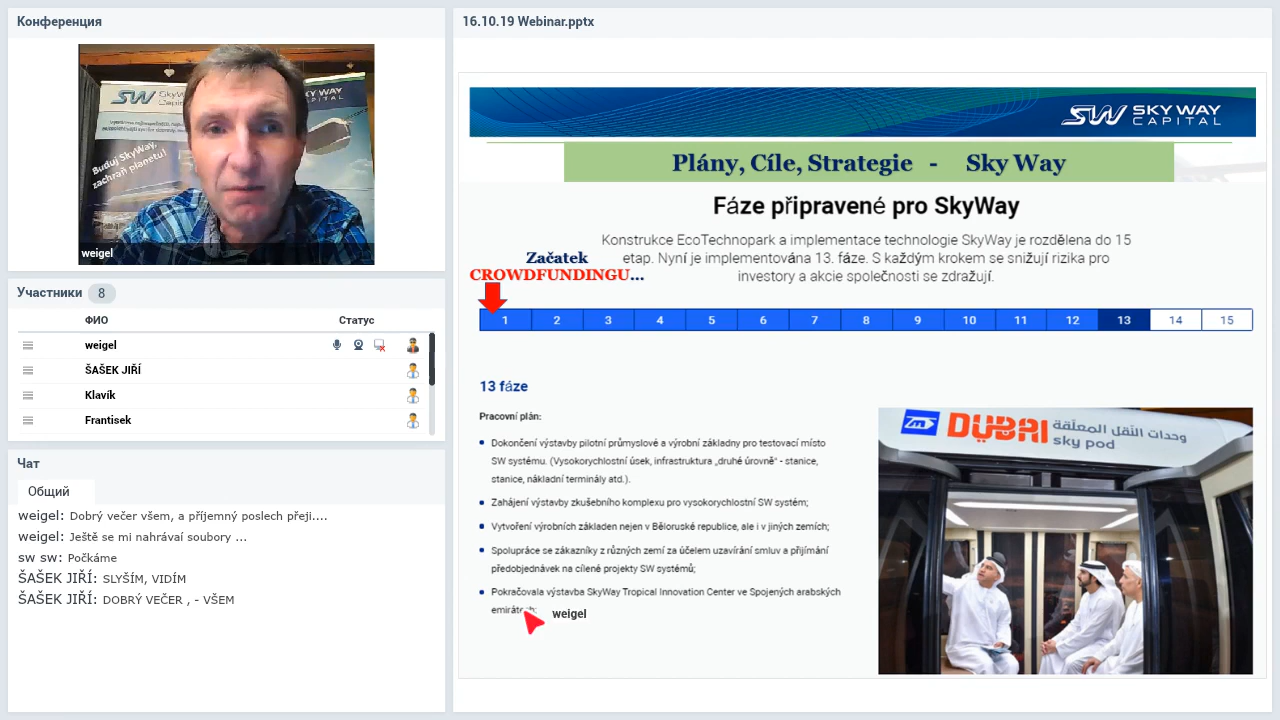 Конференция
SW SkyWay
SKY WAY
CAPITAL
Buduj SkyWay,
zachraň planetu!
weigel
Участники 8
ФИО Статус
weigel
ŠAŠEK JIŘÍ
Klavík
Frantisek
Чат
Общий
weigel: Dobrý večer všem, a příjemný poslech přeji....
weigel: Ještě se mi nahrávaí soubory ...
sw sw: Počkáme
ŠAŠEK JIŘÍ: SLYŠÍM, VIDÍM
ŠAŠEK JIŘÍ: DOBRÝ VEČER , - VŠEM
16.10.19 Webinar.pptx
SW SKY WAY
CAPITAL
Plány, Cíle, Strategie - Sky Way
Fáze připravené pro SkyWay
Konstrukce EcoTechnopark a implementace technologie SkyWay je rozdělena do 15
etap. Nyní je implementována 13. fáze. S každým krokem se snižují rizika pro
investory a akcie společnosti se zdražují.
Začatek
CROWDFUNDINGU...
1 2 3 4 5 6 7 8 9 10 11 12 13 14 15
13 fáze
Pracovní plán:
Dokončení výstavby pilotní průmyslové a výrobní základny pro testovací místo
SW systému. (Vysokorychlostní úsek, infrastruktura „druhé úrovně“ - stanice,
stanice, nákladní terminály atd.).
Zahájení výstavby zkušebního komplexu pro vysokorychlostní SW systém;
Vytvoření výrobních základen nejen v Běloruské republice, ale i v jiných zemích;
Spolupráce se zákazníky z různých zemí za účelem uzavírání smluv a přijímání
předobjednávek na cílené projekty SW systémů;
Pokračovala výstavba SkyWay Tropical Innovation Center ve Spojených arabských
emirátech;
weigel
DUBAI وحدات النقل المعلّقة
sky pod